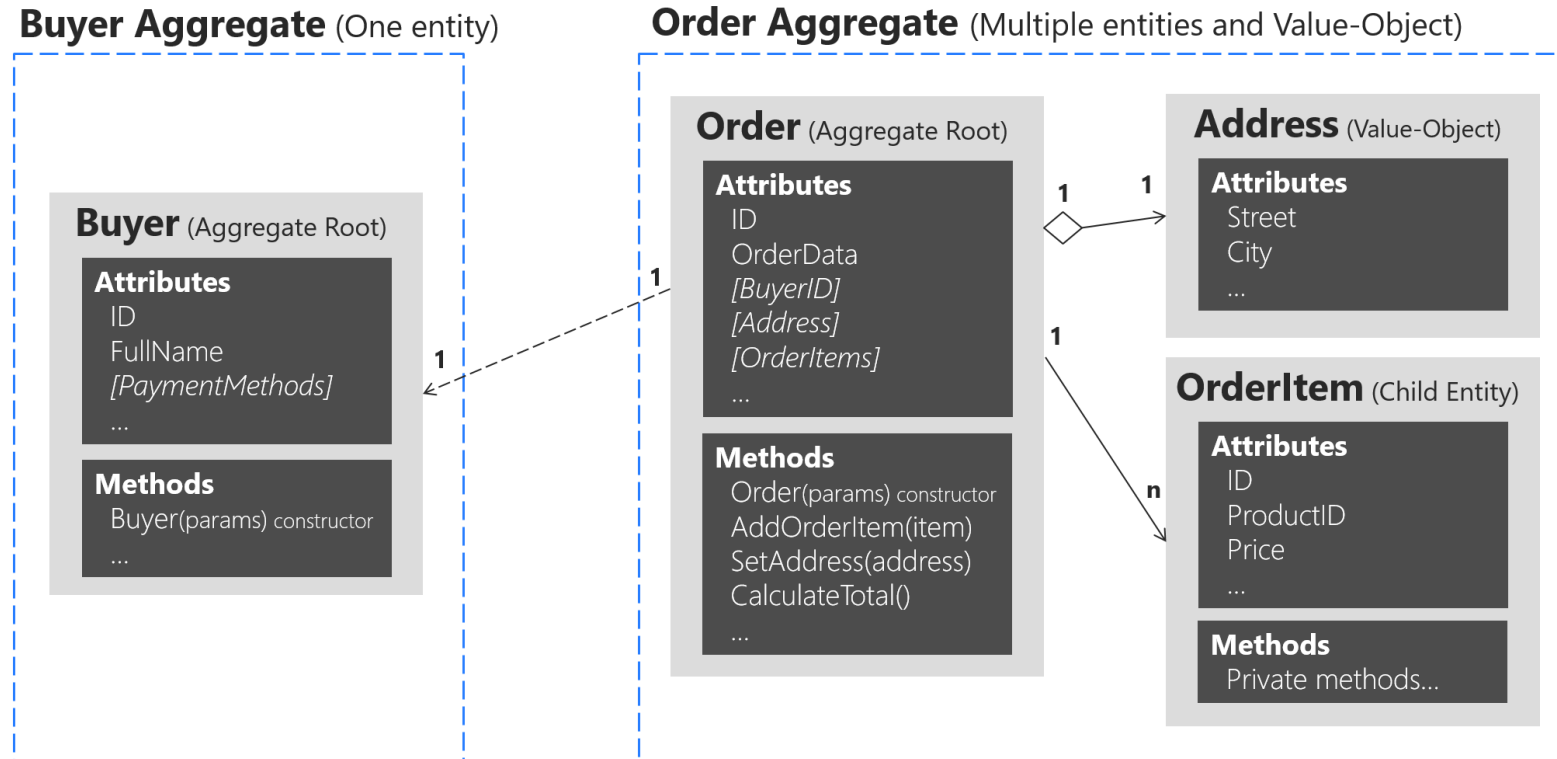 Buyer Aggregate (One entity)
Buyer (Aggregate Root)
Attributes
ID
FullName
[PaymentMethods]
...
Methods
Buyer(params) constructor
...
1
1
Order Aggregate (Multiple entities and Value-Object)
Order (Aggregate Root)
Attributes
ID
OrderData
[BuyerID]
[Address]
[OrderItems]
...
Methods
Order(params) constructor
AddOrderItem(item)
SetAddress(address)
CalculateTotal()
...
1
1
1
n
Address (Value-Object)
Attributes
Street
City
...
OrderItem (Child Entity)
Attributes
ID
ProductID
Price
...
Methods
Private methods...